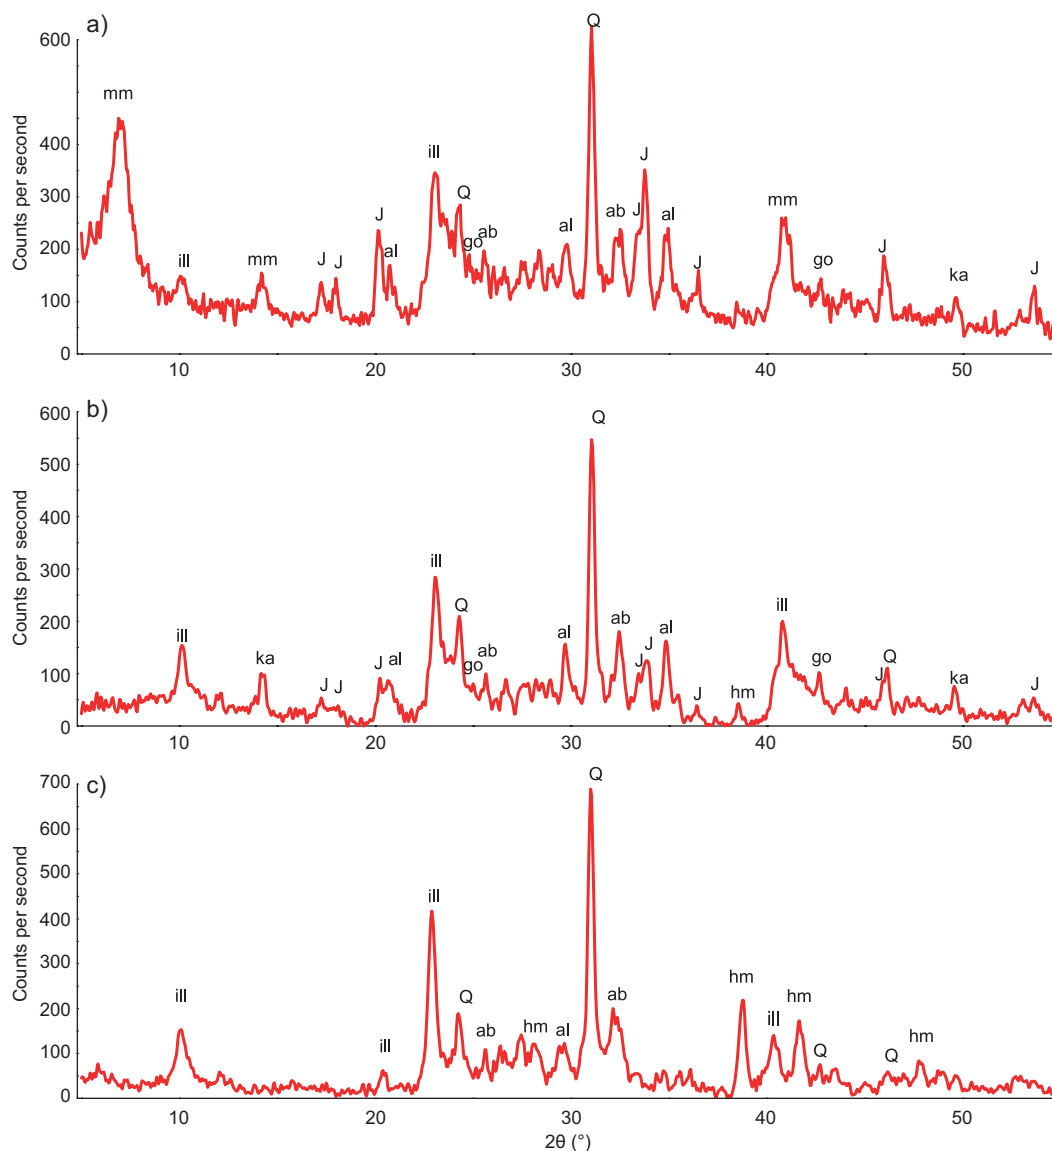 a)
Q
600
mm
400
ill
J
Q
J
ab
al
al
mm
300
go
ab
J
Counts per second
200
ill
mm
J
J
al
J
go
ka
J
100
0
10
20
30
40
50
b)
600
Q
500
400
Counts per second
300
ill
Q
ill
200
ill
ka
J
al
go
ab
al
ab
J
J
al
go
J
Q
100
J
J
J
hm
ka
J
0
10
20
30
40
50
c)
700
Q
600
500
ill
Counts per second
400
300
hm
hm
200
ill
Q
ab
ill
100
ill
ab
hm
al
Q
Q
hm
0
10
20
30
40
50
2θ (°)